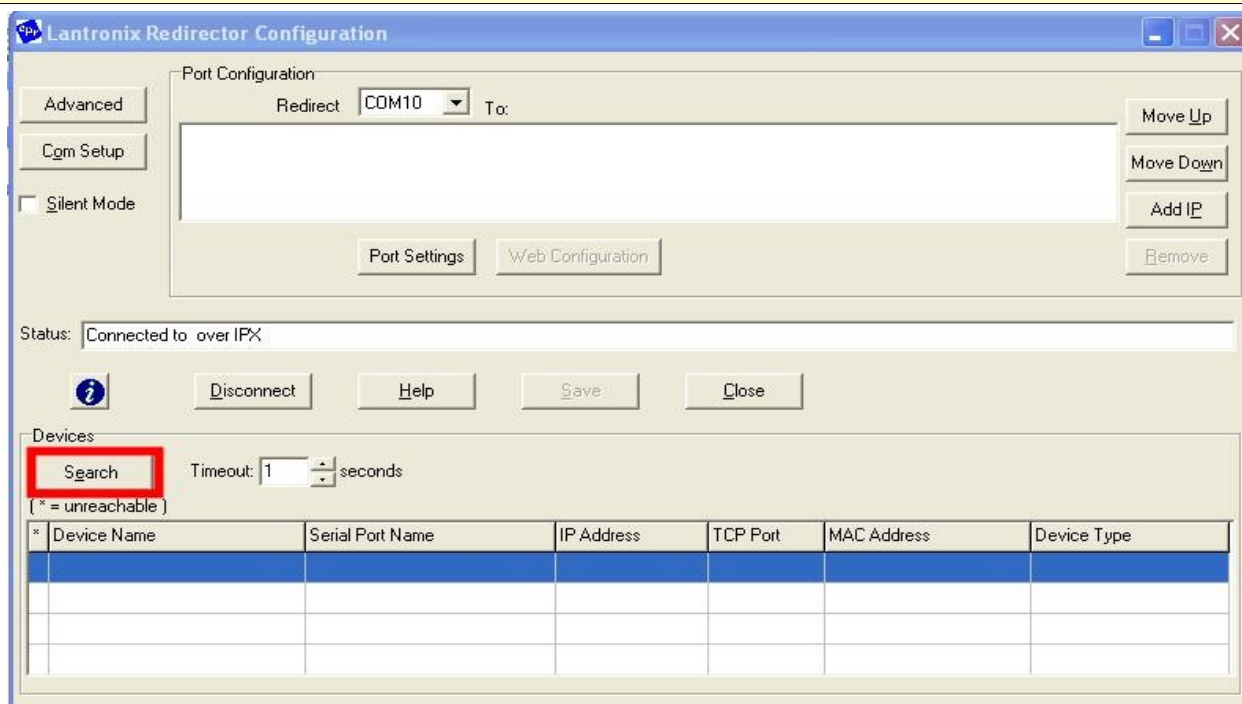 Lantronix Redirector Configuration
Port Configuration
Advanced
Redirect COM10 To:
Move Up
Com Setup
Move Down
Silent Mode
Add IP
Port Settings Web Configuration
Remove
Status: Connected to over IPX
Disconnect Help Save Close
Devices
Search Timeout: 1 seconds
( * = unreachable )
* Device Name Serial Port Name IP Address TCP Port MAC Address Device Type